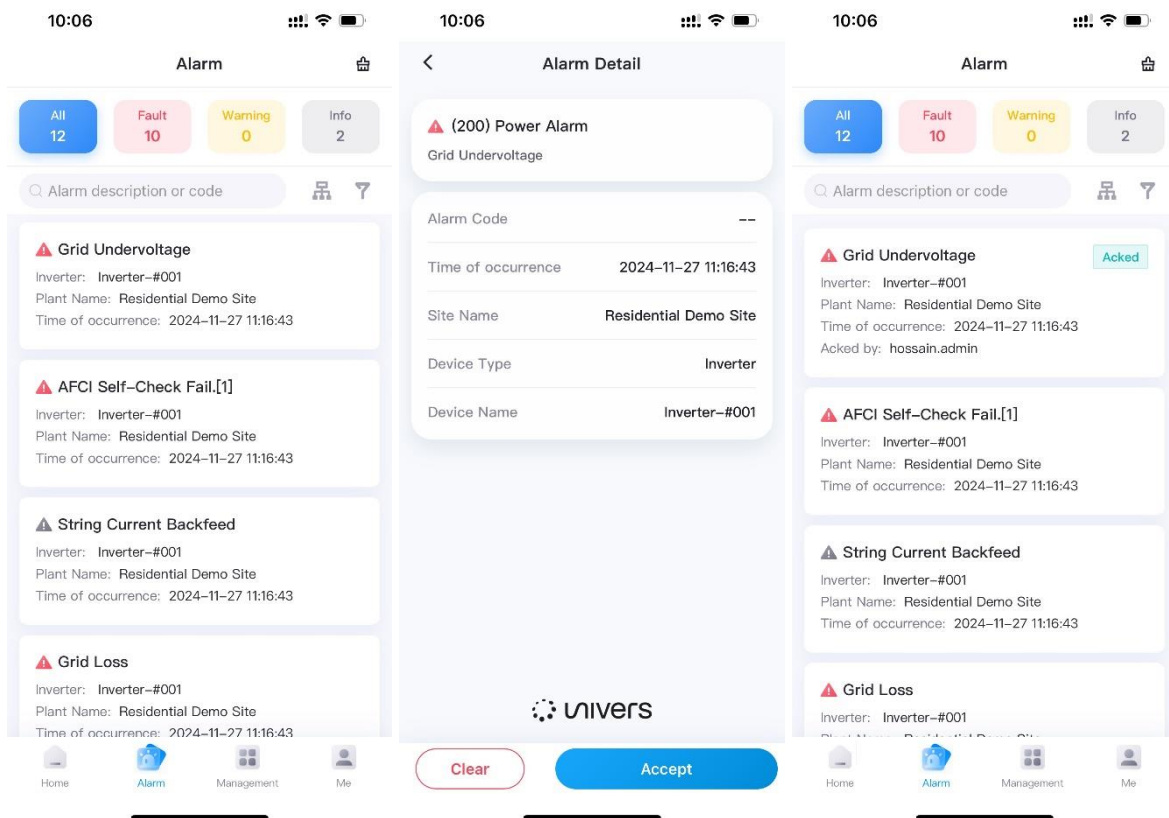 10:06
Alarm
All
12
Fault
10
Warning
0
Info
2
Alarm description or code
Grid Undervoltage
Inverter: Inverter-#001
Plant Name: Residential Demo Site
Time of occurrence: 2024-11-27 11:16:43
AFCI Self-Check Fail.[1]
Inverter: Inverter-#001
Plant Name: Residential Demo Site
Time of occurrence: 2024-11-27 11:16:43
String Current Backfeed
Inverter: Inverter-#001
Plant Name: Residential Demo Site
Time of occurrence: 2024-11-27 11:16:43
Grid Loss
Inverter: Inverter-#001
Plant Name: Residential Demo Site
Time of occurrence: 2024-11-27 11:16:43
Home
Alarm
Management
Me
10:06
Alarm Detail
(200) Power Alarm
Grid Undervoltage
Alarm Code --
Time of occurrence 2024-11-27 11:16:43
Site Name Residential Demo Site
Device Type Inverter
Device Name Inverter-#001
univers
Clear
Accept
10:06
Alarm
All
12
Fault
10
Warning
0
Info
2
Alarm description or code
Grid Undervoltage
Acked
Inverter: Inverter-#001
Plant Name: Residential Demo Site
Time of occurrence: 2024-11-27 11:16:43
Acked by: hossain.admin
AFCI Self-Check Fail.[1]
Inverter: Inverter-#001
Plant Name: Residential Demo Site
Time of occurrence: 2024-11-27 11:16:43
String Current Backfeed
Inverter: Inverter-#001
Plant Name: Residential Demo Site
Time of occurrence: 2024-11-27 11:16:43
Grid Loss
Inverter: Inverter-#001
Home
Alarm
Management
Me